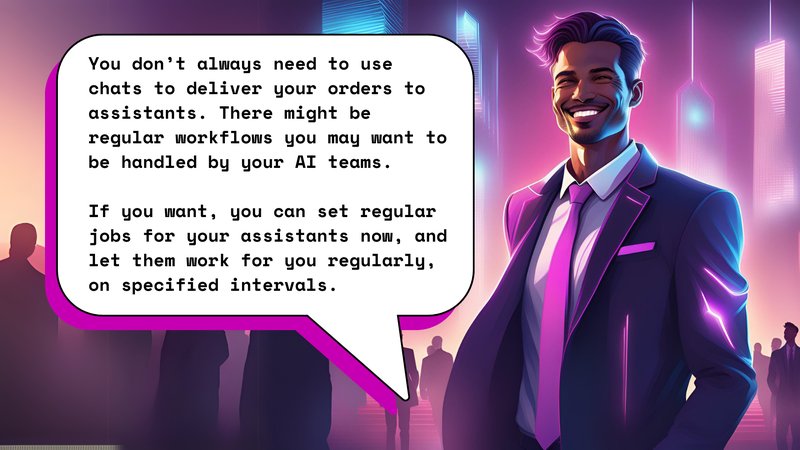 You don't always need to use
chats to deliver your orders to
assistants. There might be
regular workflows you may want to
be handled by your AI teams.
If you want, you can set regular
jobs for your assistants now, and
let them work for you regularly,
on specified intervals.